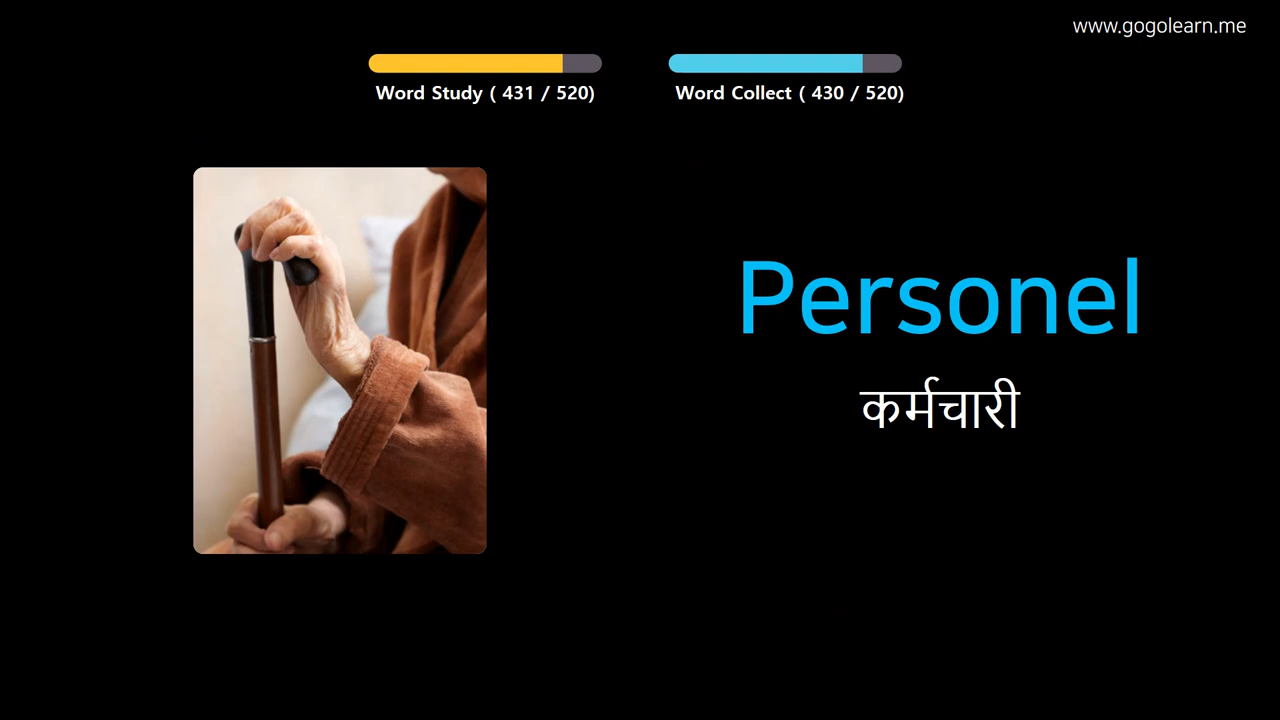 www.gogolearn.me
Word Study ( 431 / 520)
Word Collect ( 430 / 520)
Personel
कर्मचारी